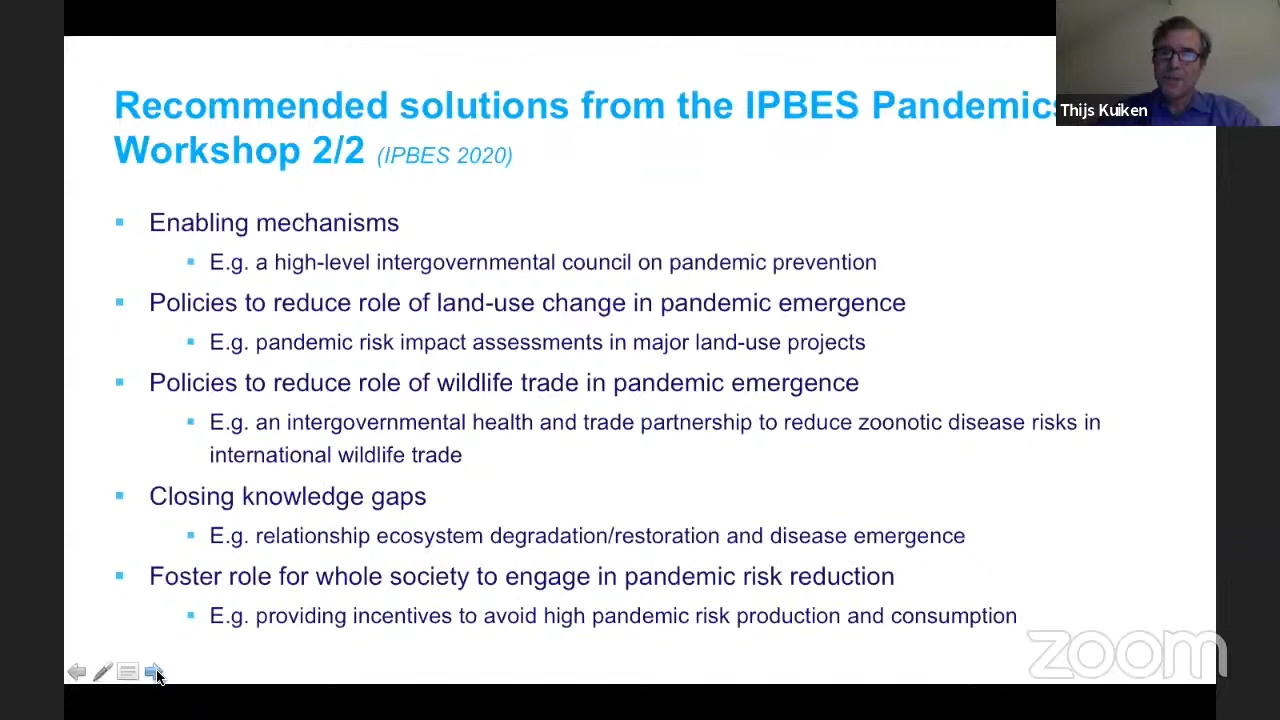 Recommended solutions from the IPBES Pandemics
Workshop 2/2 (IPBES 2020)
Thijs Kuiken
Enabling mechanisms
E.g. a high-level intergovernmental council on pandemic prevention
Policies to reduce role of land-use change in pandemic emergence
E.g. pandemic risk impact assessments in major land-use projects
Policies to reduce role of wildlife trade in pandemic emergence
E.g. an intergovernmental health and trade partnership to reduce zoonotic disease risks in
international wildlife trade
Closing knowledge gaps
E.g. relationship ecosystem degradation/restoration and disease emergence
Foster role for whole society to engage in pandemic risk reduction
E.g. providing incentives to avoid high pandemic risk production and consumption
zoom